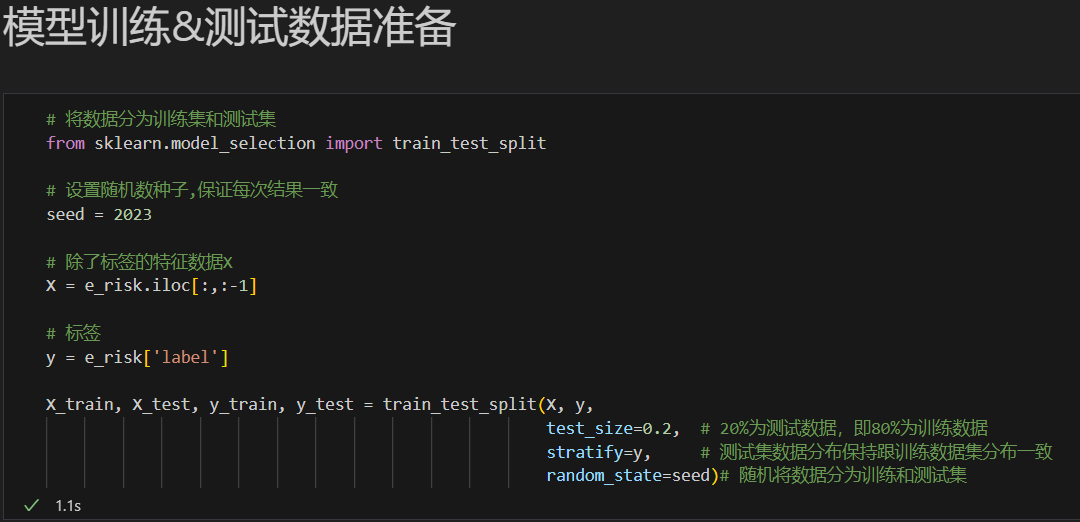 模型训练&测试数据准备
# 将数据分为训练集和测试集
from sklearn.model_selection import train_test_split
# 设置随机数种子,保证每次结果一致
seed = 2023
# 除了标签的特征数据X
X = e_risk.iloc[:,:-1]
# 标签
y = e_risk['label']
X_train, X_test, y_train, y_test = train_test_split(X, y,
test_size=0.2,  # 20%为测试数据，即80%为训练数据
stratify=y,     # 测试集数据分布保持跟训练数据集分布一致
random_state=seed)# 随机将数据分为训练和测试集
✓ 1.1s